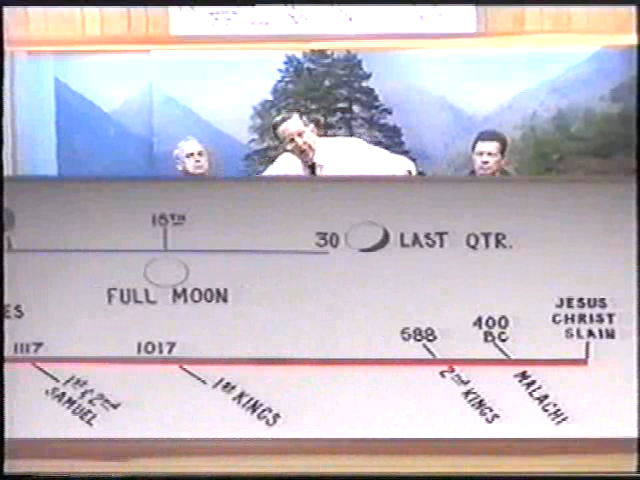 15TH
30 LAST QTR.
FULL MOON
ES
JESUS
CHRIST
SLAIN
688
400
BC
1117
1017
1ST & 2nd
SAMUEL
1ST KINGS
2nd KINGS
MALACHI